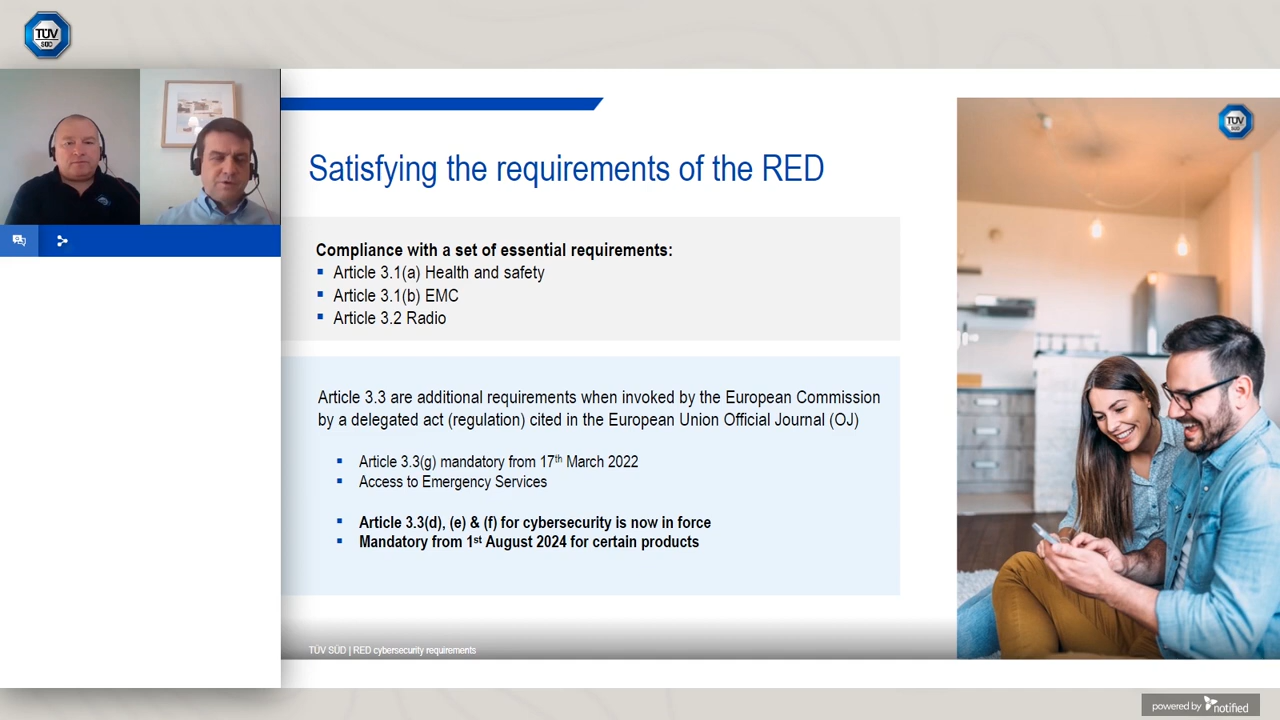 TÜV
SÜD
TÜV
SÜD
Satisfying the requirements of the RED
Compliance with a set of essential requirements:
▪ Article 3.1(a) Health and safety
▪ Article 3.1(b) EMC
▪ Article 3.2 Radio
Article 3.3 are additional requirements when invoked by the European Commission
by a delegated act (regulation) cited in the European Union Official Journal (OJ)
▪ Article 3.3(g) mandatory from 17th March 2022
▪ Access to Emergency Services
▪ Article 3.3(d), (e) & (f) for cybersecurity is now in force
▪ Mandatory from 1st August 2024 for certain products
TÜV SÜD | RED cybersecurity requirements
powered by notified